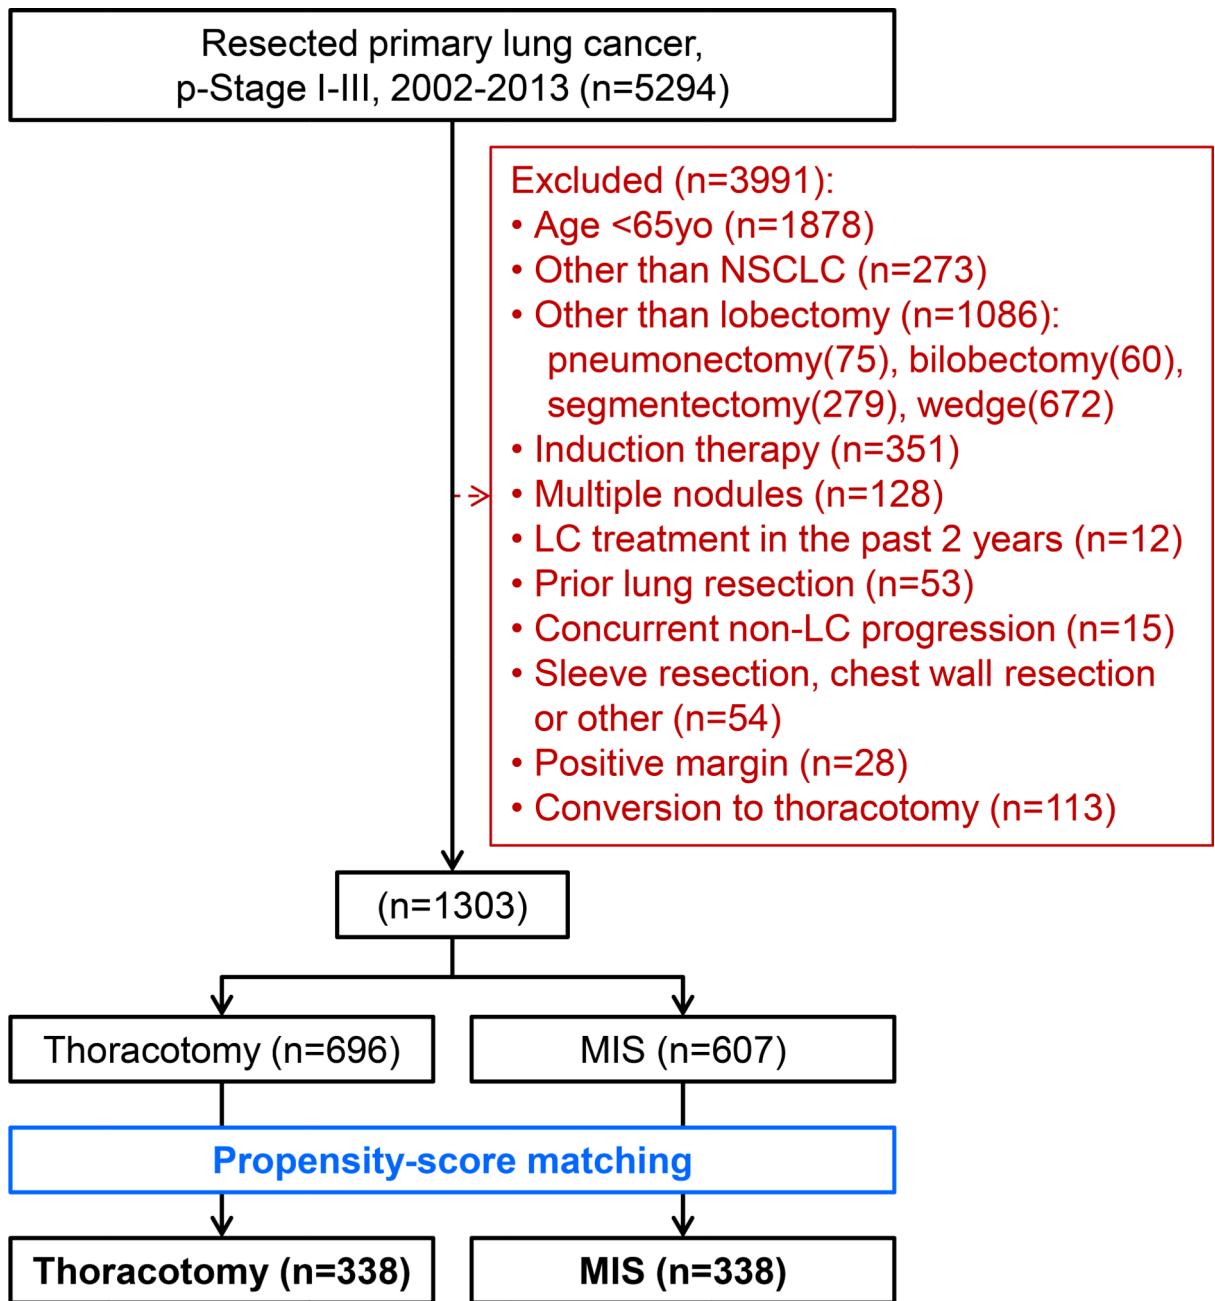 Resected primary lung cancer,
p-Stage I-III, 2002-2013 (n=5294)
Excluded (n=3991):
• Age <65yo (n=1878)
• Other than NSCLC (n=273)
• Other than lobectomy (n=1086):
pneumonectomy(75), bilobectomy(60),
segmentectomy(279), wedge(672)
• Induction therapy (n=351)
• Multiple nodules (n=128)
• LC treatment in the past 2 years (n=12)
• Prior lung resection (n=53)
• Concurrent non-LC progression (n=15)
• Sleeve resection, chest wall resection
or other (n=54)
• Positive margin (n=28)
• Conversion to thoracotomy (n=113)
(n=1303)
Thoracotomy (n=696)
MIS (n=607)
Propensity-score matching
Thoracotomy (n=338)
MIS (n=338)